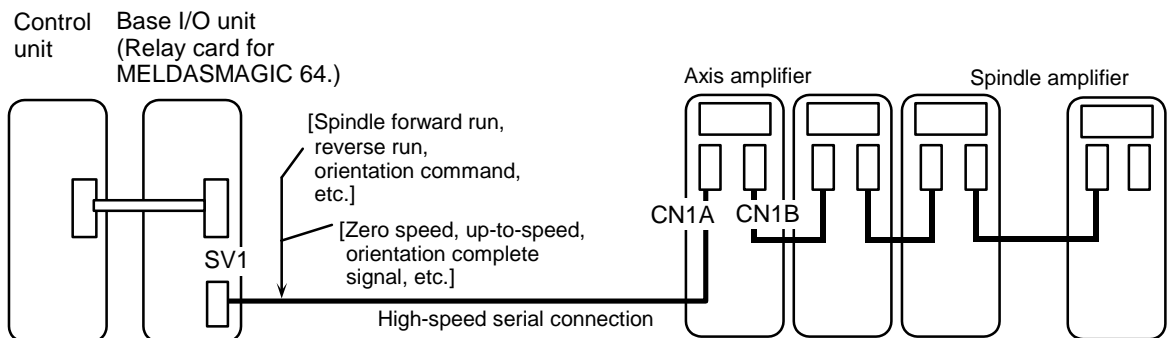 Control
unit
Base I/O unit
(Relay card for
MELDASMAGIC 64.)
[Spindle forward run,
reverse run,
orientation command,
etc.]
[Zero speed, up-to-speed,
orientation complete
signal, etc.]
SV1
High-speed serial connection
Axis amplifier
Spindle amplifier
CN1A
CN1B